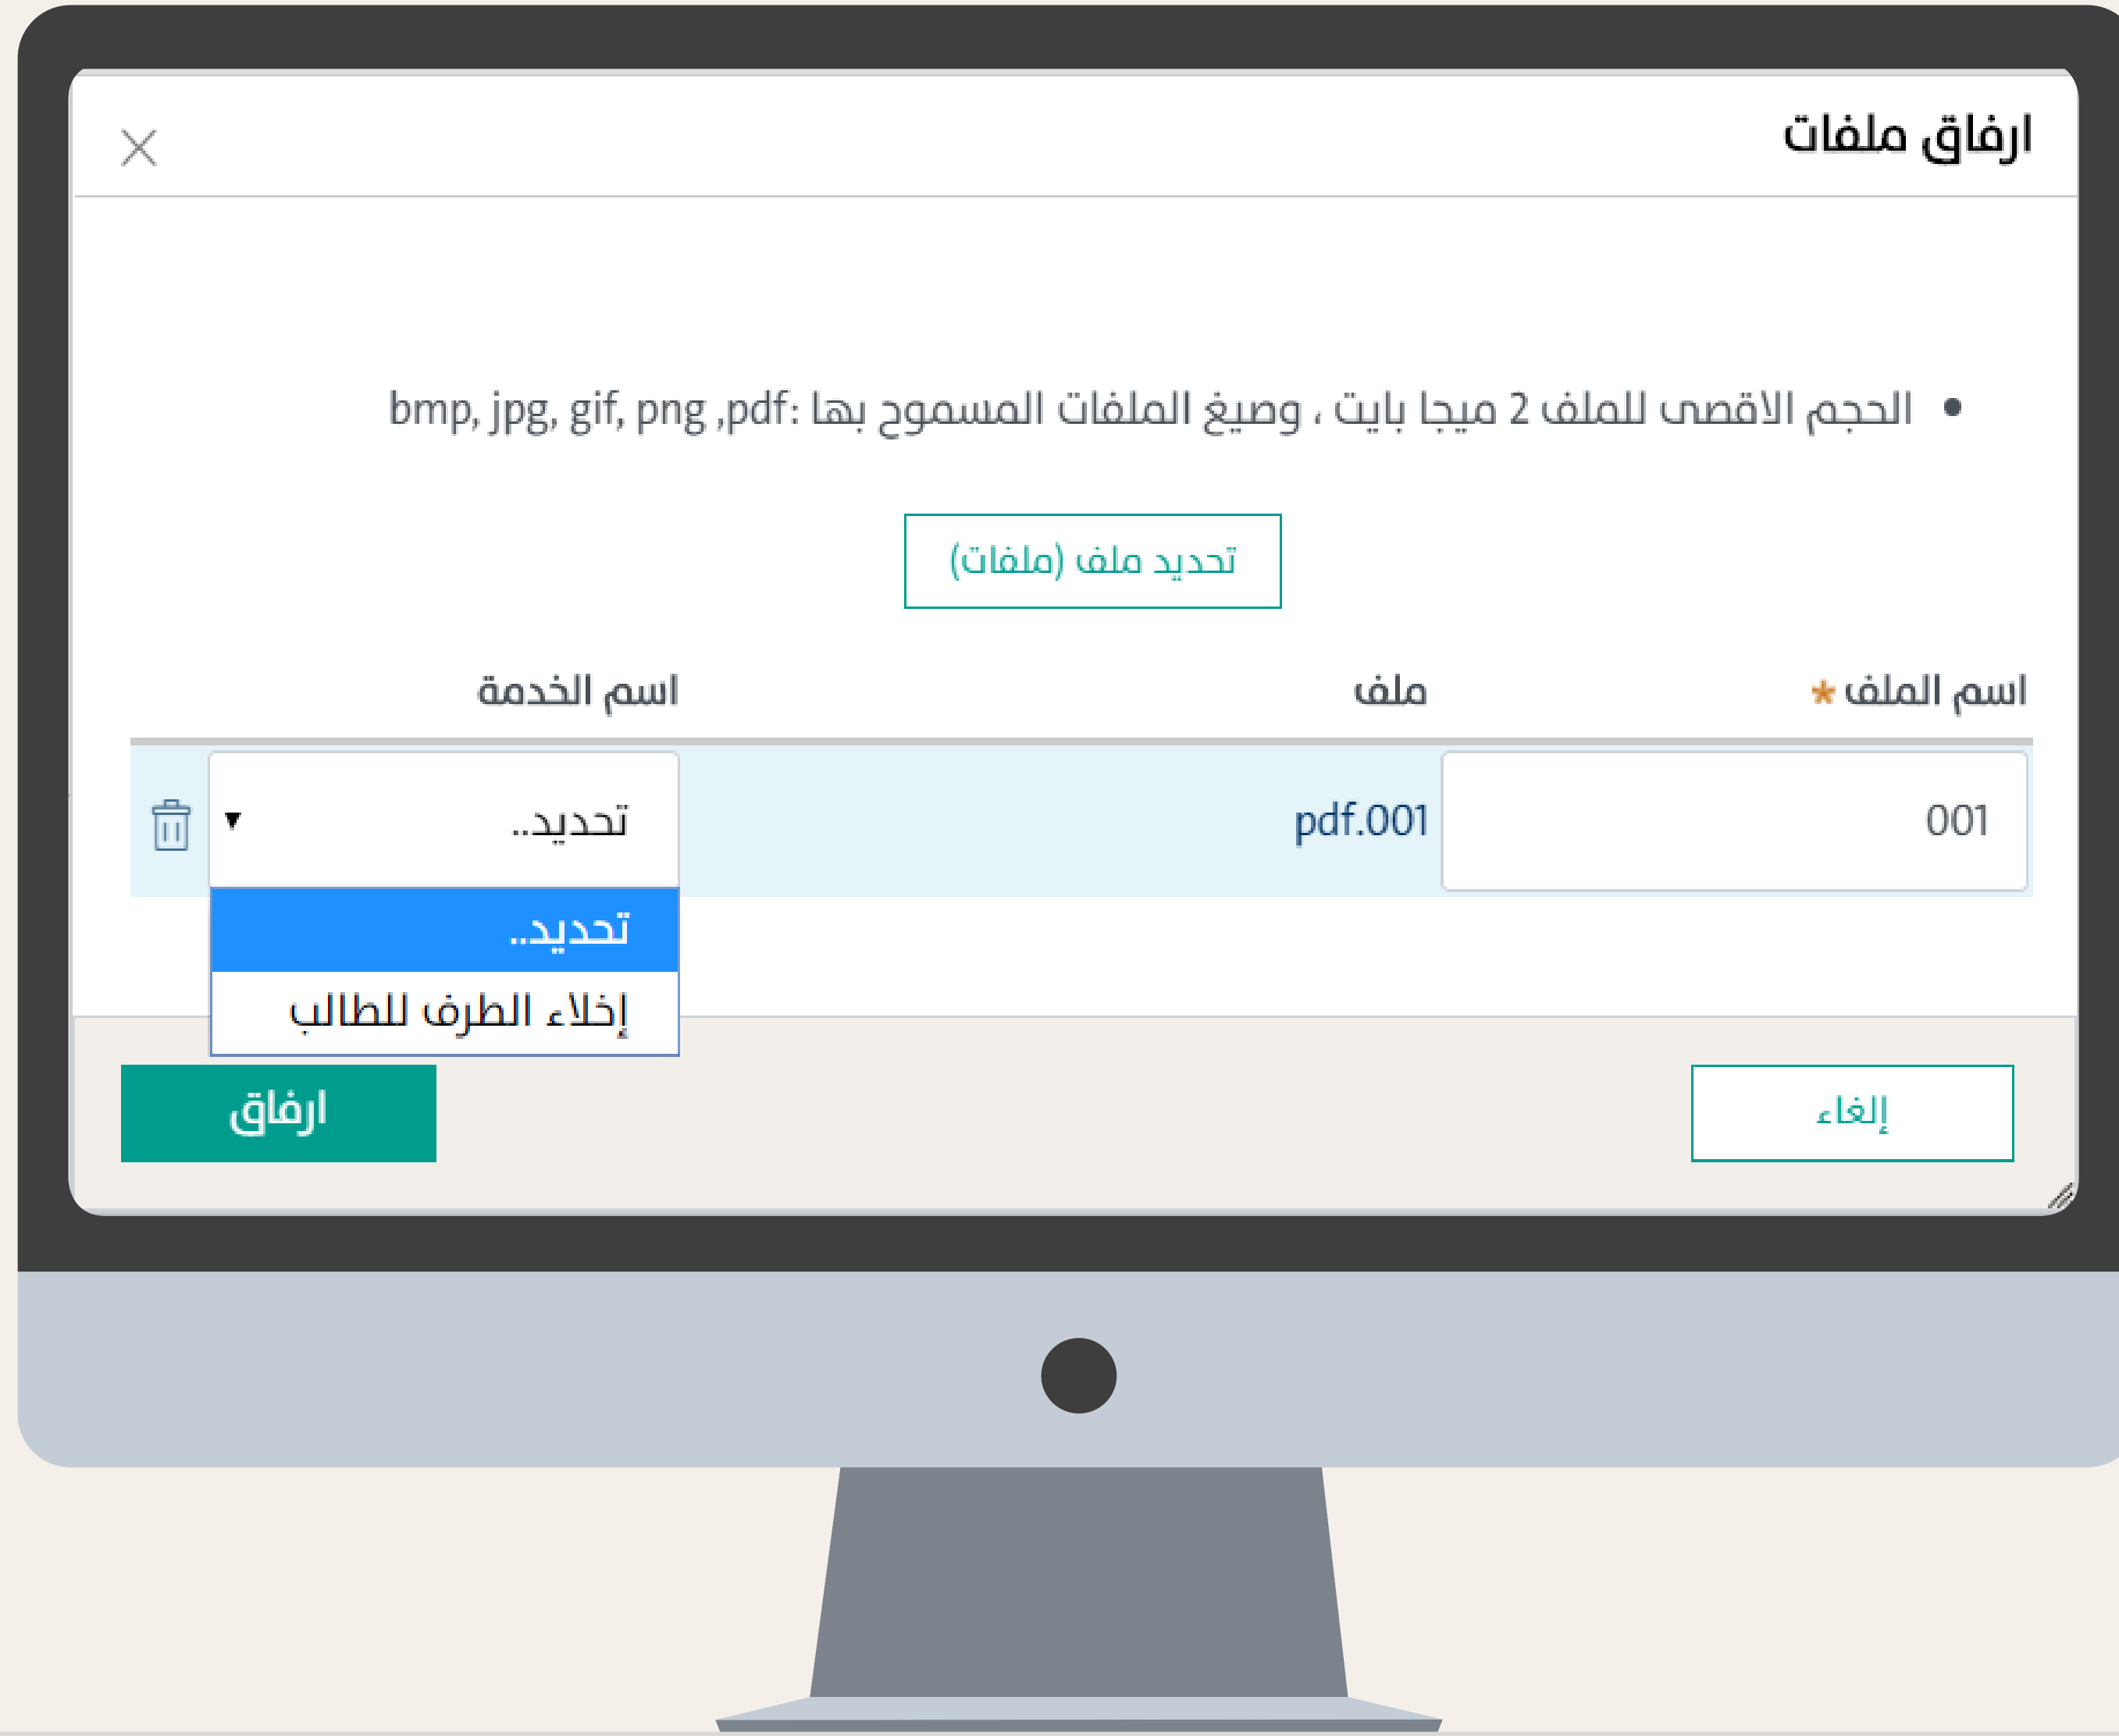 ارفاق ملفات
الحجم الاقصى للملف 2 ميجا بايت ، وصيغ الملفات المسموح بها :bmp, jpg, gif, png ,pdf
تحديد ملف (ملفات)
اسم الملف * ملف اسم الخدمة
001 pdf.001 تحديد..
تحديد..
إخلاء الطرف للطالب
إلغاء ارفاق